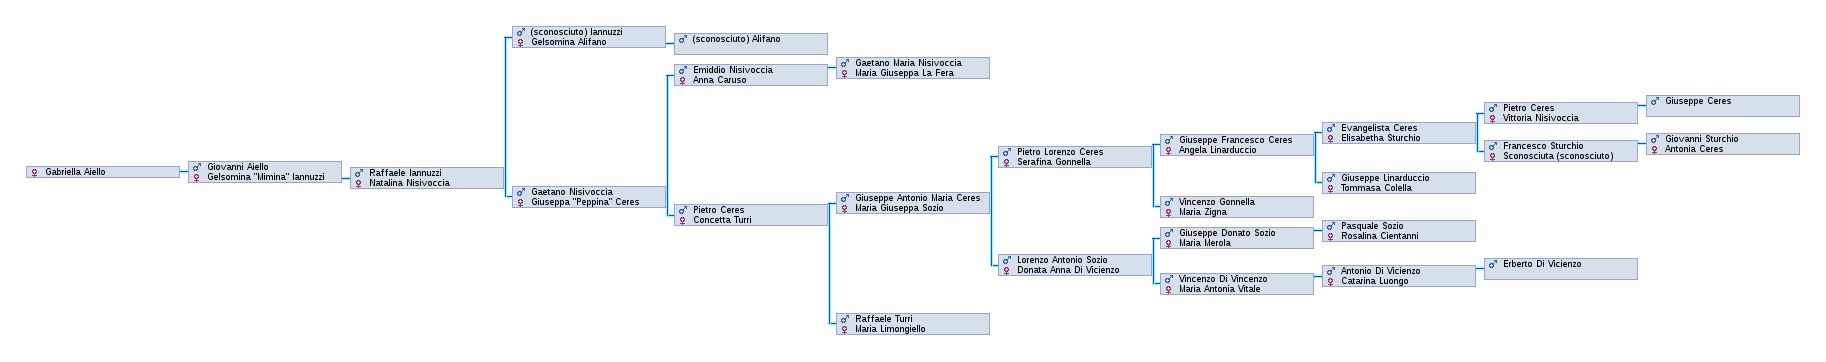 Gabriella Aiello
Giovanni Aiello
Gelsomina "Mimina" Iannuzzi
Raffaele Iannuzzi
Natalina Nisivoccia
(sconosciuto) Iannuzzi
Gelsomina Alifano
Gaetano Nisivoccia
Giuseppa "Peppina" Ceres
(sconosciuto) Alifano
Emiddio Nisivoccia
Anna Caruso
Pietro Ceres
Concetta Turri
Gaetano Maria Nisivoccia
Maria Giuseppa La Fera
Giuseppe Antonio Maria Ceres
Maria Giuseppa Sozio
Raffaele Turri
Maria Limongiello
Pietro Lorenzo Ceres
Serafina Gonnella
Lorenzo Antonio Sozio
Donata Anna Di Vicienzo
Giuseppe Francesco Ceres
Angela Linarduccio
Vincenzo Gonnella
Maria Zigna
Giuseppe Donato Sozio
Maria Merola
Vincenzo Di Vincenzo
Maria Antonia Vitale
Evangelista Ceres
Elisabetha Sturchio
Giuseppe Linarduccio
Tommasa Colella
Pasquale Sozio
Rosalina Cientanni
Antonio Di Vicienzo
Catarina Luongo
Pietro Ceres
Vittoria Nisivoccia
Francesco Sturchio
Sconosciuta (sconosciuto)
Erberto Di Vicienzo
Giuseppe Ceres
Giovanni Sturchio
Antonia Ceres